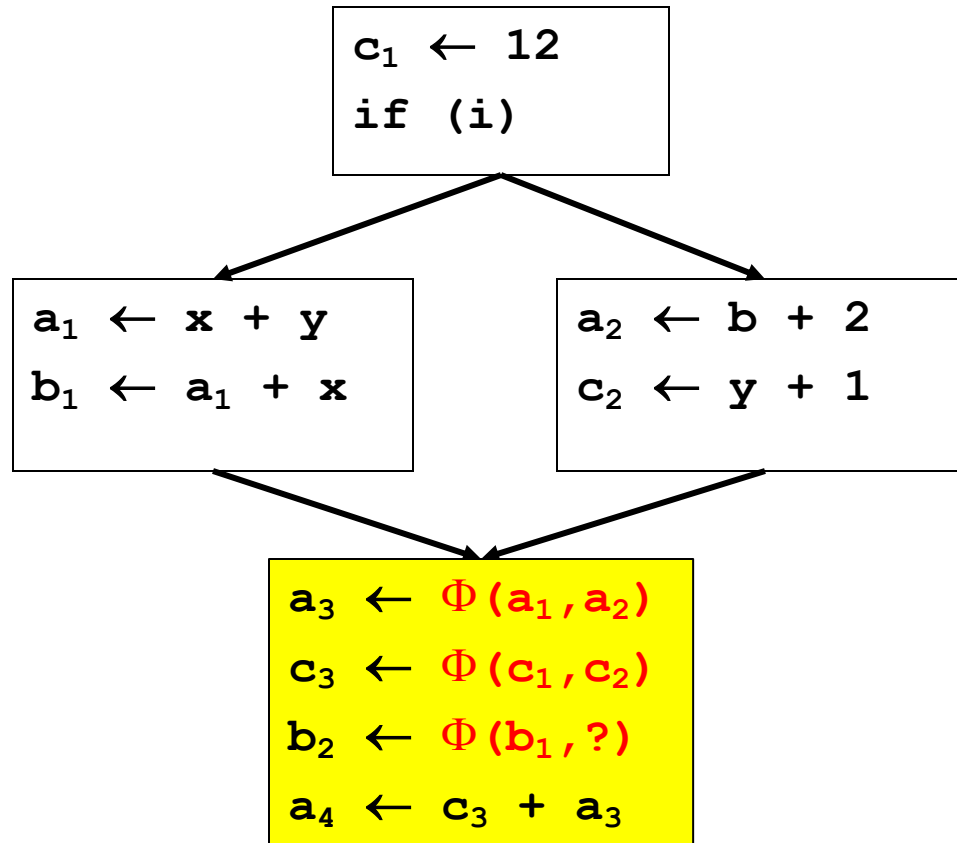 c₁ ← 12
if (i)
a₁ ← x + y
b₁ ← a₁ + x
a₂ ← b + 2
c₂ ← y + 1
a₃ ← Φ(a₁,a₂)
c₃ ← Φ(c₁,c₂)
b₂ ← Φ(b₁,?)
a₄ ← c₃ + a₃